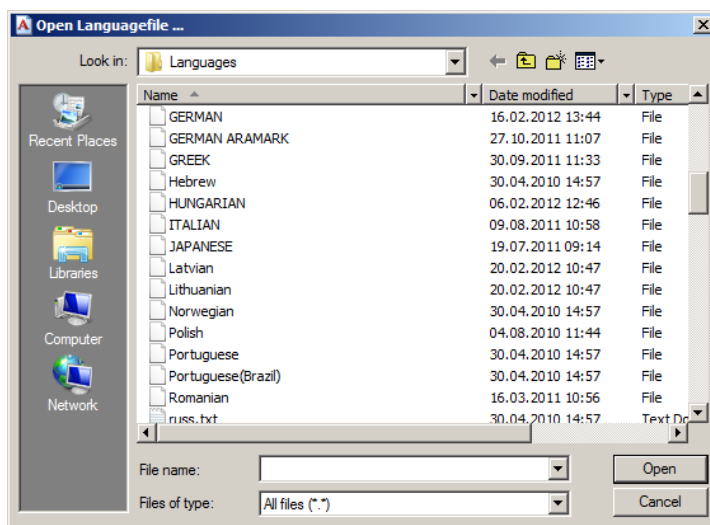 Open Languagefile ...
Look in: Languages
Name Date modified Type
Recent Places
Desktop
Libraries
Computer
Network
GERMAN 16.02.2012 13:44 File
GERMAN ARAMARK 27.10.2011 11:07 File
GREEK 30.09.2011 11:33 File
Hebrew 30.04.2010 14:57 File
HUNGARIAN 06.02.2012 12:46 File
ITALIAN 09.08.2011 10:58 File
JAPANESE 19.07.2011 09:14 File
Latvian 20.02.2012 10:47 File
Lithuanian 20.02.2012 10:47 File
Norwegian 30.04.2010 14:57 File
Polish 04.08.2010 11:44 File
Portuguese 30.04.2010 14:57 File
Portuguese(Brazil) 30.04.2010 14:57 File
Romanian 16.03.2011 10:56 File
russ.txt 30.04.2010 14:57 Text Do
File name: Open
Files of type: All files (*.*) Cancel